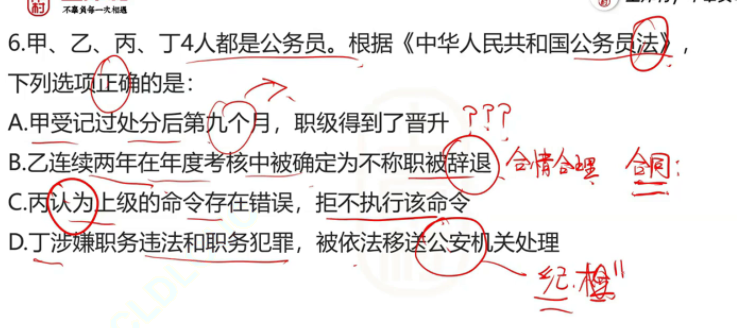 不辜负每一次相遇
6.甲、乙、丙、丁4人都是公务员。根据《中华人民共和国公务员法》，
下列选项正确的是：
A.甲受记过处分后第九个月，职级得到了晋升 ???
B.乙连续两年在年度考核中被确定为不称职被辞退 合情合理 合同：
C.丙认为上级的命令存在错误，拒不执行该命令
D.丁涉嫌职务违法和职务犯罪，被依法移送公安机关处理
纪.